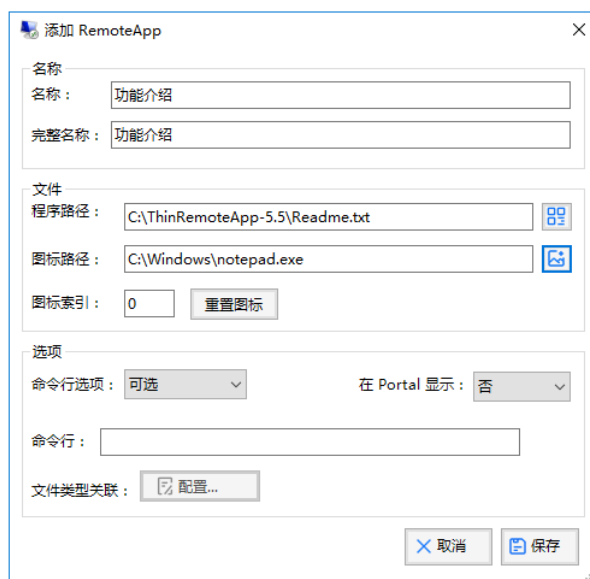 添加 RemoteApp
名称
名称： 功能介绍
完整名称： 功能介绍
文件
程序路径： C:\ThinRemoteApp-5.5\Readme.txt
图标路径： C:\Windows\notepad.exe
图标索引： 0 重置图标
选项
命令行选项： 可选 在 Portal 显示： 否
命令行：
文件类型关联： 配置...
取消 保存